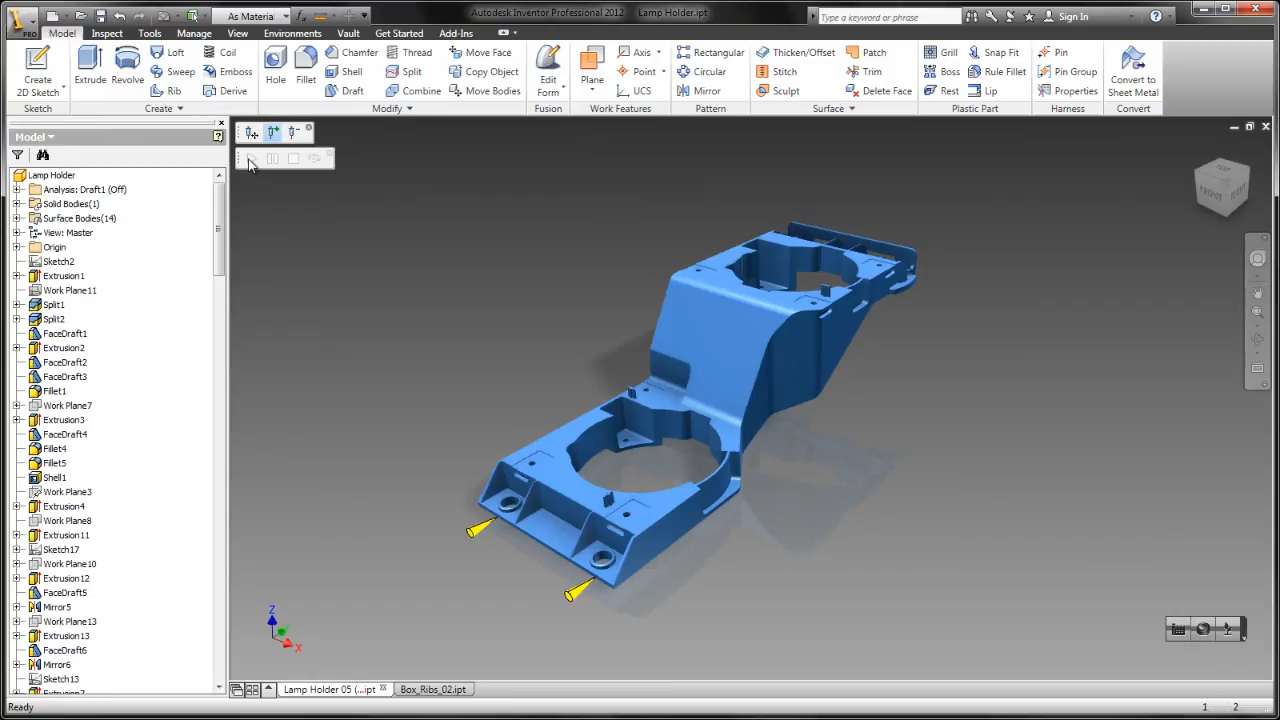 As Material
Autodesk Inventor Professional 2012 Lamp Holder.ipt
Type a keyword or phrase
Sign In
PRO
Model Inspect Tools Manage View Environments Vault Get Started Add-Ins
Create 2D Sketch
Extrude Revolve
Loft Coil
Sweep Emboss
Rib Derive
Hole Fillet
Chamfer Thread Move Face
Shell Split Copy Object
Draft Combine Move Bodies
Edit Form
Plane
Axis
Point
UCS
Rectangular
Circular
Mirror
Thicken/Offset Patch
Stitch Trim
Sculpt Delete Face
Grill Snap Fit
Boss Rule Fillet
Rest Lip
Pin
Pin Group
Properties
Convert to Sheet Metal
Sketch Create Modify Fusion Work Features Pattern Surface Plastic Part Harness Convert
Model
Lamp Holder
Analysis: Draft1 (Off)
Solid Bodies(1)
Surface Bodies(14)
View: Master
Origin
Sketch2
Extrusion1
Work Plane11
Split1
Split2
FaceDraft1
Extrusion2
FaceDraft2
FaceDraft3
Fillet1
Work Plane7
Extrusion3
FaceDraft4
Fillet4
Fillet5
Shell1
Work Plane3
Extrusion4
Work Plane8
Extrusion11
Sketch17
Work Plane10
Extrusion12
FaceDraft5
Mirror5
Work Plane13
Extrusion13
FaceDraft6
Mirror6
Sketch13
Extrusion7
FRONT RIGHT
Z
X
Lamp Holder 05 (...ipt Box_Ribs_02.ipt
Ready 1 2